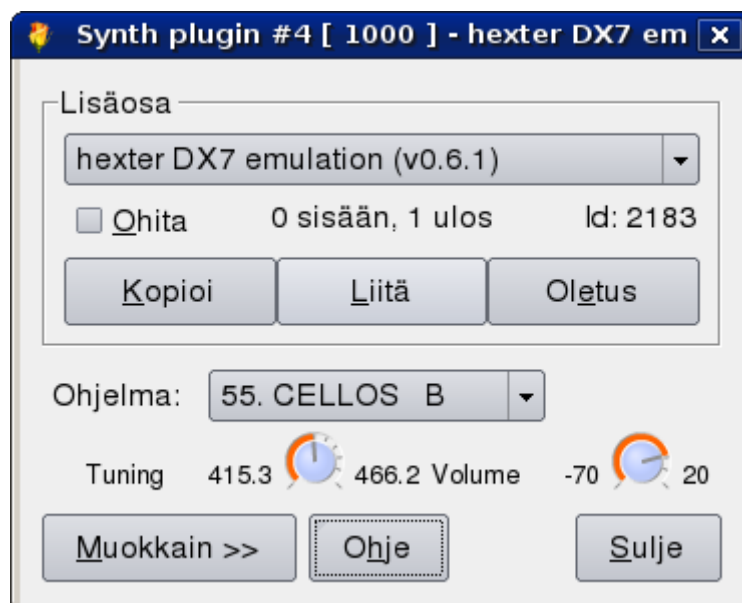 Synth plugin #4 [ 1000 ] - hexter DX7 em
Lisäosa
hexter DX7 emulation (v0.6.1)
Ohita 0 sisään, 1 ulos Id: 2183
Kopioi Liitä Oletus
Ohjelma: 55. CELLOS B
Tuning 415.3 466.2 Volume -70 20
Muokkain >> Ohje Sulje